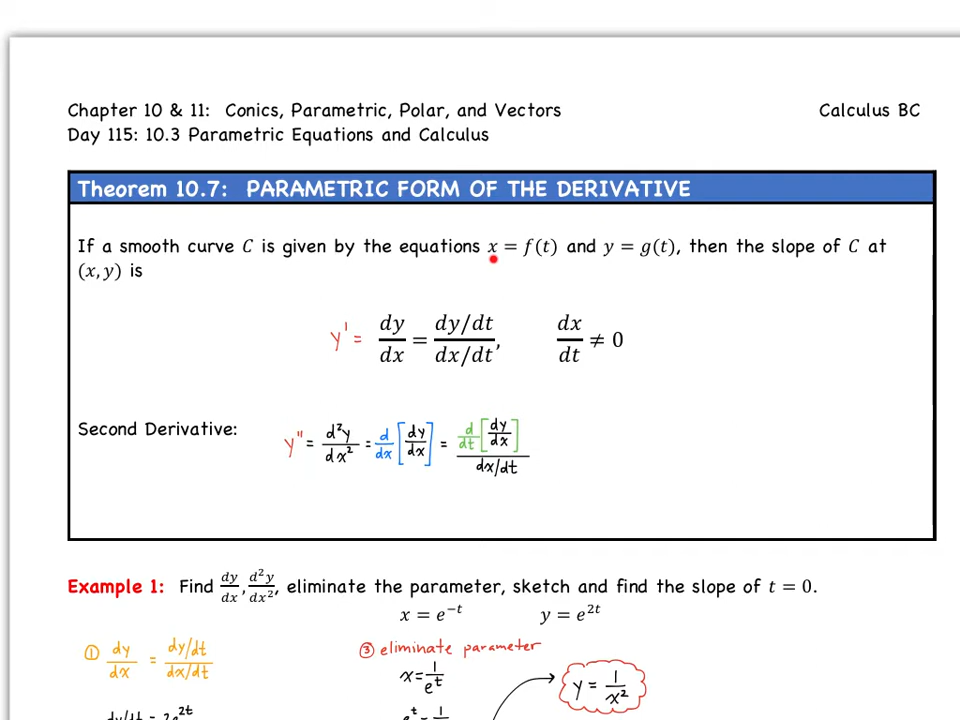 Chapter 10 & 11: Conics, Parametric, Polar, and Vectors Calculus BC
Day 115: 10.3 Parametric Equations and Calculus
Theorem 10.7: PARAMETRIC FORM OF THE DERIVATIVE
If a smooth curve C is given by the equations x = f(t) and y = g(t), then the slope of C at
(x, y) is
y' = dy/dx = (dy/dt)/(dx/dt), dx/dt ≠ 0
Second Derivative: y" = d²y/dx² = d/dx [dy/dx] = (d/dt [dy/dx])/(dx/dt)
Example 1: Find dy/dx, d²y/dx², eliminate the parameter, sketch and find the slope of t = 0.
x = e^(-t) y = e^(2t)
① dy/dx = (dy/dt)/(dx/dt)
③ eliminate parameter
x = 1/e^t
y = 1/x²